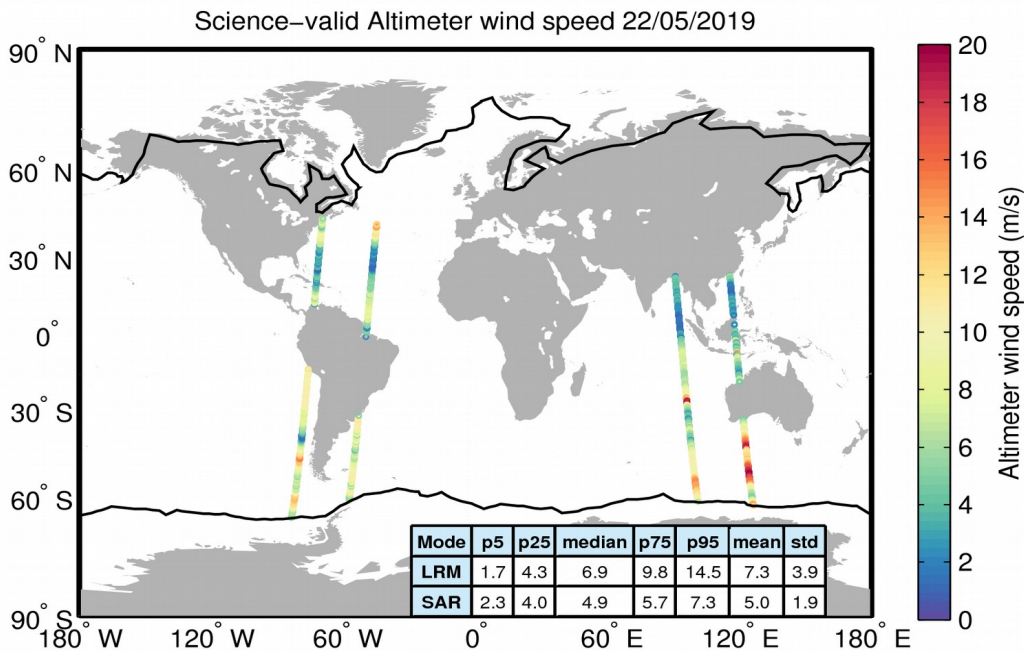 Science−valid Altimeter wind speed 22/05/2019
90° N
60° N
30° N
0°
30° S
60° S
90° S
180° W
120° W
60° W
0°
60° E
120° E
180° E
Mode p5 p25 median p75 p95 mean std
LRM 1.7 4.3 6.9 9.8 14.5 7.3 3.9
SAR 2.3 4.0 4.9 5.7 7.3 5.0 1.9
20
18
16
14
12
10
8
6
4
2
0
Altimeter wind speed (m/s)